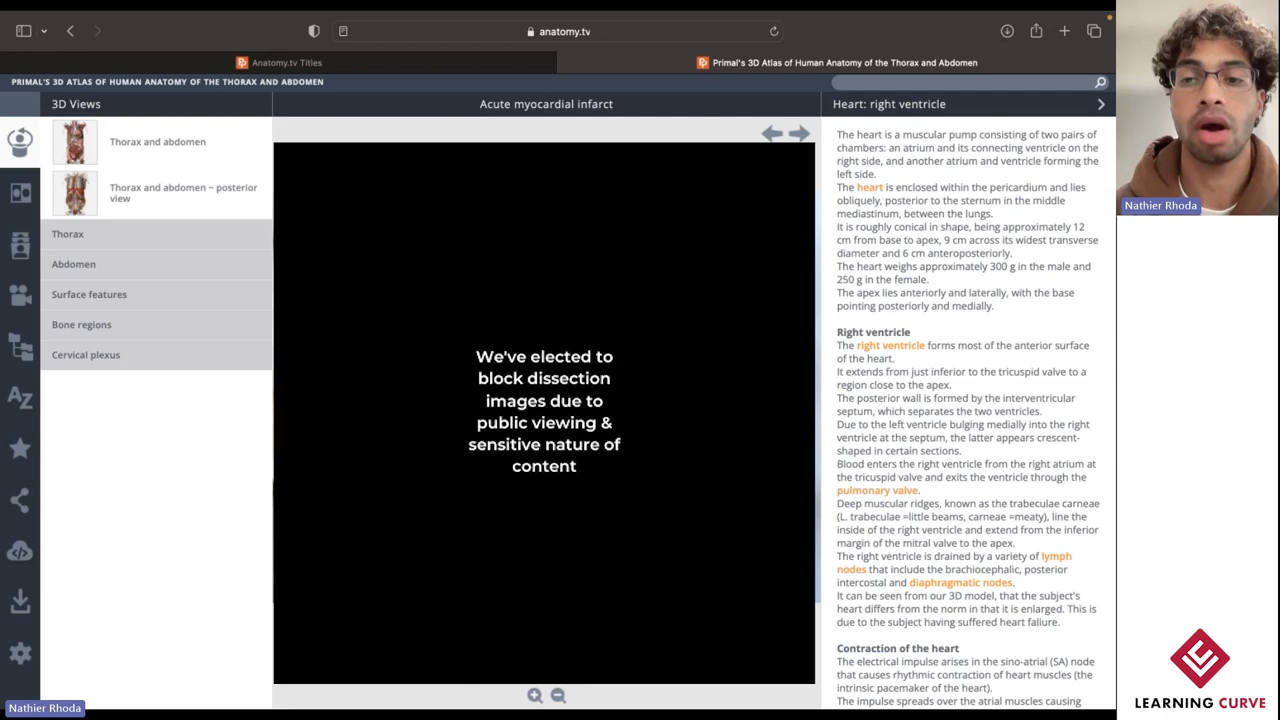 anatomy.tv
Anatomy.tv Titles
Primal's 3D Atlas of Human Anatomy of the Thorax and Abdomen
PRIMAL'S 3D ATLAS OF HUMAN ANATOMY OF THE THORAX AND ABDOMEN
3D Views
Thorax and abdomen
Thorax and abdomen ~ posterior
view
Thorax
Abdomen
Surface features
Bone regions
Cervical plexus
AZ
Acute myocardial infarct
We've elected to
block dissection
images due to
public viewing &
sensitive nature of
content
Heart: right ventricle
The heart is a muscular pump consisting of two pairs of
chambers: an atrium and its connecting ventricle on the
right side, and another atrium and ventricle forming the
left side.
The heart is enclosed within the pericardium and lies
obliquely, posterior to the sternum in the middle
mediastinum, between the lungs.
It is roughly conical in shape, being approximately 12
cm from base to apex, 9 cm across its widest transverse
diameter and 6 cm anteroposteriorly.
The heart weighs approximately 300 g in the male and
250 g in the female.
The apex lies anteriorly and laterally, with the base
pointing posteriorly and medially.
Right ventricle
The right ventricle forms most of the anterior surface
of the heart.
It extends from just inferior to the tricuspid valve to a
region close to the apex.
The posterior wall is formed by the interventricular
septum, which separates the two ventricles.
Due to the left ventricle bulging medially into the right
ventricle at the septum, the latter appears crescent-
shaped in certain sections.
Blood enters the right ventricle from the right atrium at
the tricuspid valve and exits the ventricle through the
pulmonary valve.
Deep muscular ridges, known as the trabeculae carneae
(L. trabeculae =little beams, carneae =meaty), line the
inside of the right ventricle and extend from the inferior
margin of the mitral valve to the apex.
The right ventricle is drained by a variety of lymph
nodes that include the brachiocephalic, posterior
intercostal and diaphragmatic nodes.
It can be seen from our 3D model, that the subject's
heart differs from the norm in that it is enlarged. This is
due to the subject having suffered heart faliure.
Contraction of the heart
The electrical impulse arises in the sino-atrial (SA) node
that causes rhythmic contraction of heart muscles (the
intrinsic pacemaker of the heart).
The impulse spreads over the atrial muscles causing
Nathier Rhoda
Nathier Rhoda
LEARNING CURVE